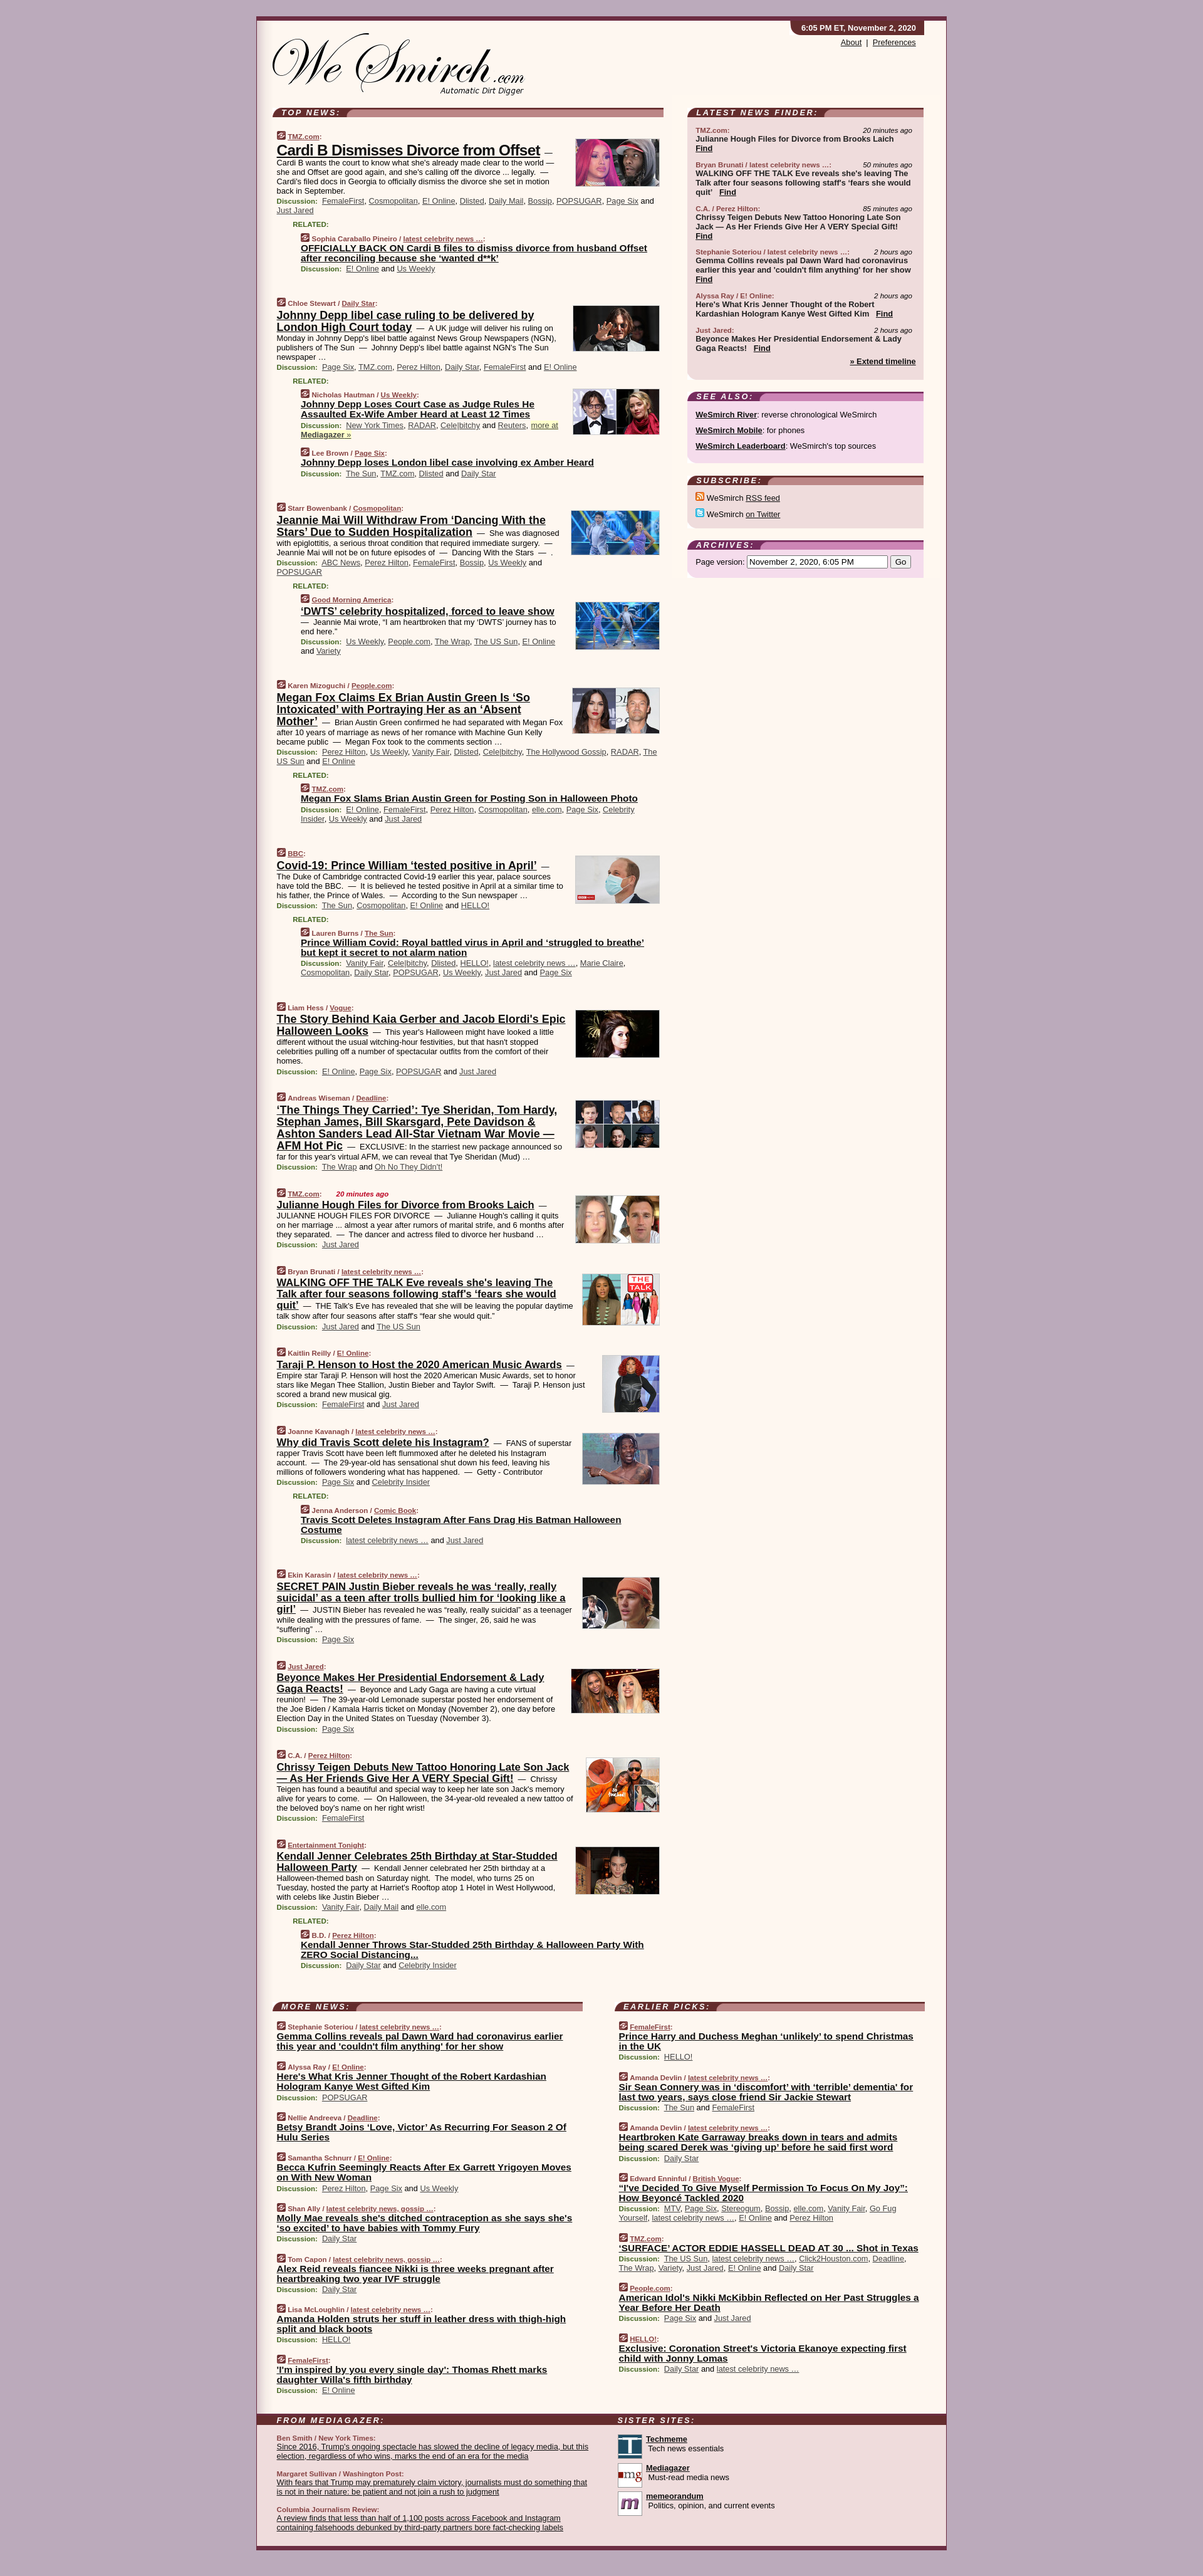 6:05 PM ET, November 2, 2020
About | Preferences
We Smirch.com
Automatic Dirt Digger
TOP NEWS:
TMZ.com:
Cardi B Dismisses Divorce from Offset —
Cardi B wants the court to know what she's already made clear to the world —
she and Offset are good again, and she's calling off the divorce ... legally. —
Cardi's filed docs in Georgia to officially dismiss the divorce she set in motion
back in September.
Discussion: FemaleFirst, Cosmopolitan, E! Online, Dlisted, Daily Mail, Bossip, POPSUGAR, Page Six and
Just Jared
RELATED:
Sophia Caraballo Pineiro / latest celebrity news …:
OFFICIALLY BACK ON Cardi B files to dismiss divorce from husband Offset
after reconciling because she ‘wanted d**k’
Discussion: E! Online and Us Weekly
Chloe Stewart / Daily Star:
Johnny Depp libel case ruling to be delivered by
London High Court today — A UK judge will deliver his ruling on
Monday in Johnny Depp's libel battle against News Group Newspapers (NGN),
publishers of The Sun — Johnny Depp's libel battle against NGN's The Sun
newspaper …
Discussion: Page Six, TMZ.com, Perez Hilton, Daily Star, FemaleFirst and E! Online
RELATED:
Nicholas Hautman / Us Weekly:
Johnny Depp Loses Court Case as Judge Rules He
Assaulted Ex-Wife Amber Heard at Least 12 Times
Discussion: New York Times, RADAR, Cele|bitchy and Reuters, more at
Mediagazer »
Lee Brown / Page Six:
Johnny Depp loses London libel case involving ex Amber Heard
Discussion: The Sun, TMZ.com, Dlisted and Daily Star
Starr Bowenbank / Cosmopolitan:
Jeannie Mai Will Withdraw From ‘Dancing With the
Stars’ Due to Sudden Hospitalization — She was diagnosed
with epiglottitis, a serious throat condition that required immediate surgery. —
Jeannie Mai will not be on future episodes of — Dancing With the Stars — .
Discussion: ABC News, Perez Hilton, FemaleFirst, Bossip, Us Weekly and
POPSUGAR
RELATED:
Good Morning America:
‘DWTS’ celebrity hospitalized, forced to leave show
— Jeannie Mai wrote, “I am heartbroken that my ‘DWTS’ journey has to
end here.”
Discussion: Us Weekly, People.com, The Wrap, The US Sun, E! Online
and Variety
Karen Mizoguchi / People.com:
Megan Fox Claims Ex Brian Austin Green Is ‘So
Intoxicated’ with Portraying Her as an ‘Absent
Mother’ — Brian Austin Green confirmed he had separated with Megan Fox
after 10 years of marriage as news of her romance with Machine Gun Kelly
became public — Megan Fox took to the comments section …
Discussion: Perez Hilton, Us Weekly, Vanity Fair, Dlisted, Cele|bitchy, The Hollywood Gossip, RADAR, The
US Sun and E! Online
RELATED:
TMZ.com:
Megan Fox Slams Brian Austin Green for Posting Son in Halloween Photo
Discussion: E! Online, FemaleFirst, Perez Hilton, Cosmopolitan, elle.com, Page Six, Celebrity
Insider, Us Weekly and Just Jared
BBC:
Covid-19: Prince William ‘tested positive in April’ —
The Duke of Cambridge contracted Covid-19 earlier this year, palace sources
have told the BBC. — It is believed he tested positive in April at a similar time to
his father, the Prince of Wales. — According to the Sun newspaper …
Discussion: The Sun, Cosmopolitan, E! Online and HELLO!
RELATED:
Lauren Burns / The Sun:
Prince William Covid: Royal battled virus in April and ‘struggled to breathe’
but kept it secret to not alarm nation
Discussion: Vanity Fair, Cele|bitchy, Dlisted, HELLO!, latest celebrity news …, Marie Claire,
Cosmopolitan, Daily Star, POPSUGAR, Us Weekly, Just Jared and Page Six
Liam Hess / Vogue:
The Story Behind Kaia Gerber and Jacob Elordi's Epic
Halloween Looks — This year's Halloween might have looked a little
different without the usual witching-hour festivities, but that hasn't stopped
celebrities pulling off a number of spectacular outfits from the comfort of their
homes.
Discussion: E! Online, Page Six, POPSUGAR and Just Jared
Andreas Wiseman / Deadline:
‘The Things They Carried’: Tye Sheridan, Tom Hardy,
Stephan James, Bill Skarsgard, Pete Davidson &
Ashton Sanders Lead All-Star Vietnam War Movie —
AFM Hot Pic — EXCLUSIVE: In the starriest new package announced so
far for this year's virtual AFM, we can reveal that Tye Sheridan (Mud) …
Discussion: The Wrap and Oh No They Didn't!
TMZ.com: 20 minutes ago
Julianne Hough Files for Divorce from Brooks Laich —
JULIANNE HOUGH FILES FOR DIVORCE — Julianne Hough's calling it quits
on her marriage ... almost a year after rumors of marital strife, and 6 months after
they separated. — The dancer and actress filed to divorce her husband …
Discussion: Just Jared
Bryan Brunati / latest celebrity news …:
WALKING OFF THE TALK Eve reveals she's leaving The
Talk after four seasons following staff's ‘fears she would
quit’ — THE Talk's Eve has revealed that she will be leaving the popular daytime
talk show after four seasons after staff's “fear she would quit.”
Discussion: Just Jared and The US Sun
Kaitlin Reilly / E! Online:
Taraji P. Henson to Host the 2020 American Music Awards —
Empire star Taraji P. Henson will host the 2020 American Music Awards, set to honor
stars like Megan Thee Stallion, Justin Bieber and Taylor Swift. — Taraji P. Henson just
scored a brand new musical gig.
Discussion: FemaleFirst and Just Jared
Joanne Kavanagh / latest celebrity news …:
Why did Travis Scott delete his Instagram? — FANS of superstar
rapper Travis Scott have been left flummoxed after he deleted his Instagram
account. — The 29-year-old has sensational shut down his feed, leaving his
millions of followers wondering what has happened. — Getty - Contributor
Discussion: Page Six and Celebrity Insider
RELATED:
Jenna Anderson / Comic Book:
Travis Scott Deletes Instagram After Fans Drag His Batman Halloween
Costume
Discussion: latest celebrity news … and Just Jared
Ekin Karasin / latest celebrity news …:
SECRET PAIN Justin Bieber reveals he was ‘really, really
suicidal’ as a teen after trolls bullied him for ‘looking like a
girl’ — JUSTIN Bieber has revealed he was “really, really suicidal” as a teenager
while dealing with the pressures of fame. — The singer, 26, said he was
“suffering” …
Discussion: Page Six
Just Jared:
Beyonce Makes Her Presidential Endorsement & Lady
Gaga Reacts! — Beyonce and Lady Gaga are having a cute virtual
reunion! — The 39-year-old Lemonade superstar posted her endorsement of
the Joe Biden / Kamala Harris ticket on Monday (November 2), one day before
Election Day in the United States on Tuesday (November 3).
Discussion: Page Six
C.A. / Perez Hilton:
Chrissy Teigen Debuts New Tattoo Honoring Late Son Jack
— As Her Friends Give Her A VERY Special Gift! — Chrissy
Teigen has found a beautiful and special way to keep her late son Jack's memory
alive for years to come. — On Halloween, the 34-year-old revealed a new tattoo of
the beloved boy's name on her right wrist!
Discussion: FemaleFirst
Entertainment Tonight:
Kendall Jenner Celebrates 25th Birthday at Star-Studded
Halloween Party — Kendall Jenner celebrated her 25th birthday at a
Halloween-themed bash on Saturday night. The model, who turns 25 on
Tuesday, hosted the party at Harriet's Rooftop atop 1 Hotel in West Hollywood,
with celebs like Justin Bieber …
Discussion: Vanity Fair, Daily Mail and elle.com
RELATED:
B.D. / Perez Hilton:
Kendall Jenner Throws Star-Studded 25th Birthday & Halloween Party With
ZERO Social Distancing...
Discussion: Daily Star and Celebrity Insider
LATEST NEWS FINDER:
TMZ.com: 20 minutes ago
Julianne Hough Files for Divorce from Brooks Laich
Find
Bryan Brunati / latest celebrity news …: 50 minutes ago
WALKING OFF THE TALK Eve reveals she's leaving The
Talk after four seasons following staff's ‘fears she would
quit’ Find
C.A. / Perez Hilton: 85 minutes ago
Chrissy Teigen Debuts New Tattoo Honoring Late Son
Jack — As Her Friends Give Her A VERY Special Gift!
Find
Stephanie Soteriou / latest celebrity news …: 2 hours ago
Gemma Collins reveals pal Dawn Ward had coronavirus
earlier this year and 'couldn't film anything' for her show
Find
Alyssa Ray / E! Online: 2 hours ago
Here's What Kris Jenner Thought of the Robert
Kardashian Hologram Kanye West Gifted Kim Find
Just Jared: 2 hours ago
Beyonce Makes Her Presidential Endorsement & Lady
Gaga Reacts! Find
» Extend timeline
SEE ALSO:
WeSmirch River: reverse chronological WeSmirch
WeSmirch Mobile: for phones
WeSmirch Leaderboard: WeSmirch's top sources
SUBSCRIBE:
WeSmirch RSS feed
WeSmirch on Twitter
ARCHIVES:
Page version: November 2, 2020, 6:05 PM Go
MORE NEWS:
Stephanie Soteriou / latest celebrity news …:
Gemma Collins reveals pal Dawn Ward had coronavirus earlier
this year and 'couldn't film anything' for her show
Alyssa Ray / E! Online:
Here's What Kris Jenner Thought of the Robert Kardashian
Hologram Kanye West Gifted Kim
Discussion: POPSUGAR
Nellie Andreeva / Deadline:
Betsy Brandt Joins ‘Love, Victor’ As Recurring For Season 2 Of
Hulu Series
Samantha Schnurr / E! Online:
Becca Kufrin Seemingly Reacts After Ex Garrett Yrigoyen Moves
on With New Woman
Discussion: Perez Hilton, Page Six and Us Weekly
Shan Ally / latest celebrity news, gossip …:
Molly Mae reveals she's ditched contraception as she says she's
‘so excited’ to have babies with Tommy Fury
Discussion: Daily Star
Tom Capon / latest celebrity news, gossip …:
Alex Reid reveals fiancee Nikki is three weeks pregnant after
heartbreaking two year IVF struggle
Discussion: Daily Star
Lisa McLoughlin / latest celebrity news …:
Amanda Holden struts her stuff in leather dress with thigh-high
split and black boots
Discussion: HELLO!
FemaleFirst:
'I'm inspired by you every single day': Thomas Rhett marks
daughter Willa's fifth birthday
Discussion: E! Online
EARLIER PICKS:
FemaleFirst:
Prince Harry and Duchess Meghan ‘unlikely’ to spend Christmas
in the UK
Discussion: HELLO!
Amanda Devlin / latest celebrity news …:
Sir Sean Connery was in ‘discomfort’ with ‘terrible’ dementia' for
last two years, says close friend Sir Jackie Stewart
Discussion: The Sun and FemaleFirst
Amanda Devlin / latest celebrity news …:
Heartbroken Kate Garraway breaks down in tears and admits
being scared Derek was ‘giving up’ before he said first word
Discussion: Daily Star
Edward Enninful / British Vogue:
“I've Decided To Give Myself Permission To Focus On My Joy”:
How Beyoncé Tackled 2020
Discussion: MTV, Page Six, Stereogum, Bossip, elle.com, Vanity Fair, Go Fug
Yourself, latest celebrity news …, E! Online and Perez Hilton
TMZ.com:
‘SURFACE’ ACTOR EDDIE HASSELL DEAD AT 30 ... Shot in Texas
Discussion: The US Sun, latest celebrity news …, Click2Houston.com, Deadline,
The Wrap, Variety, Just Jared, E! Online and Daily Star
People.com:
American Idol's Nikki McKibbin Reflected on Her Past Struggles a
Year Before Her Death
Discussion: Page Six and Just Jared
HELLO!:
Exclusive: Coronation Street's Victoria Ekanoye expecting first
child with Jonny Lomas
Discussion: Daily Star and latest celebrity news …
FROM MEDIAGAZER:
Ben Smith / New York Times:
Since 2016, Trump's ongoing spectacle has slowed the decline of legacy media, but this
election, regardless of who wins, marks the end of an era for the media
Margaret Sullivan / Washington Post:
With fears that Trump may prematurely claim victory, journalists must do something that
is not in their nature: be patient and not join a rush to judgment
Columbia Journalism Review:
A review finds that less than half of 1,100 posts across Facebook and Instagram
containing falsehoods debunked by third-party partners bore fact-checking labels
SISTER SITES:
Techmeme
Tech news essentials
Mediagazer
Must-read media news
memeorandum
Politics, opinion, and current events